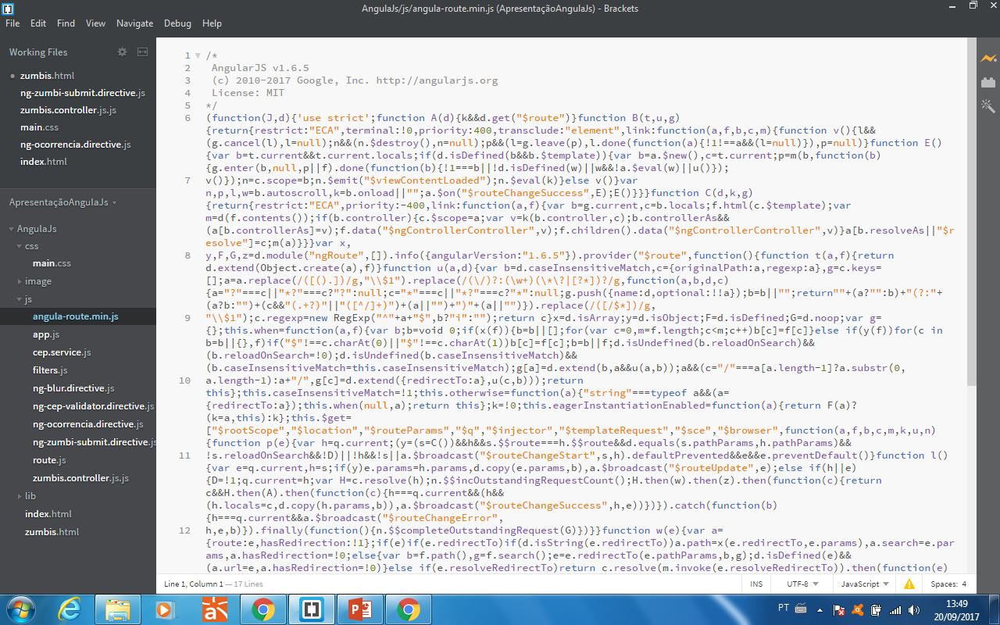 AngulaJs/js/angula-route.min.js (ApresentaçãoAngulaJs) - Brackets
File Edit Find View Navigate Debug Help
Working Files
zumbis.html
ng-zumbi-submit.directive.js
zumbis.controller.js.js
main.css
ng-ocorrencia.directive.js
index.html
ApresentaçãoAngulaJs
AngulaJs
css
main.css
image
js
angula-route.min.js
app.js
cep.service.js
filters.js
ng-blur.directive.js
ng-cep-validator.directive.js
ng-ocorrencia.directive.js
ng-zumbi-submit.directive.js
route.js
zumbis.controller.js.js
lib
index.html
zumbis.html
1 /*
2 AngularJS v1.6.5
3 (c) 2010-2017 Google, Inc. http://angularjs.org
4 License: MIT
5 */
6 (function(J,d){'use strict';function A(d){k&&d.get("$route")}function B(t,u,g)
{return{restrict:"ECA",terminal:!0,priority:400,transclude:"element",link:function(a,f,b,c,m){function v(){l&&
(g.cancel(l),l=null);n&&(n.$destroy(),n=null);p&&(l=g.leave(p),l.done(function(a){!1!==a&&(l=null)}),p=null)}function E()
{var b=t.current&&t.current.locals;if(d.isDefined(b&&b.$template)){var b=a.$new(),c=t.current;p=m(b,function(b)
{g.enter(b,null,p||f).done(function(b){!1===b||!d.isDefined(w)||w&&!a.$eval(w)||u()});
7 v()});n=c.scope=b;n.$emit("$viewContentLoaded");n.$eval(k)}else v()}var
n,p,l,w=b.autoscroll,k=b.onload||"";a.$on("$routeChangeSuccess",E);E()}}}function C(d,k,g)
{return{restrict:"ECA",priority:-400,link:function(a,f){var b=g.current,c=b.locals;f.html(c.$template);var
m=d(f.contents());if(b.controller){c.$scope=a;var v=k(b.controller,c);b.controllerAs&&
(a[b.controllerAs]=v);f.data("$ngControllerController",v);f.children().data("$ngControllerController",v)}a[b.resolveAs||"$r
esolve"]=c;m(a)}}}var x,
8 y,F,G,z=d.module("ngRoute",[]).info({angularVersion:"1.6.5"}).provider("$route",function(){function t(a,f){return
d.extend(Object.create(a),f)}function u(a,d){var b=d.caseInsensitiveMatch,c={originalPath:a,regexp:a},g=c.keys=
[];a=a.replace(/([().])/g,"\\$1").replace(/(\/)?:(\w+)(\*\?|[?*])?/g,function(a,b,d,c)
{a="?"===c||"*?"===c?"?":null;c="*"===c||"*?"===c?"*":null;g.push({name:d,optional:!!a});b=b||"";return""+(a?"":b)+"(?:"+
(a?b:"")+(c&&"(.+?)"||"([^/]+)")+(a||"")+")"+(a||"")}).replace(/([/$*])/g,
9 "\\$1");c.regexp=new RegExp("^"+a+"$",b?"i":"");return c}x=d.isArray;y=d.isObject;F=d.isDefined;G=d.noop;var g=
{};this.when=function(a,f){var b;b=void 0;if(x(f)){b=b||[];for(var c=0,m=f.length;c<m;c++)b[c]=f[c]}else if(y(f))for(c in
b=b||{},f)if("$"!==c.charAt(0)||"$"!==c.charAt(1))b[c]=f[c];b=b||f;d.isUndefined(b.reloadOnSearch)&&
(b.reloadOnSearch=!0);d.isUndefined(b.caseInsensitiveMatch)&&
(b.caseInsensitiveMatch=this.caseInsensitiveMatch);g[a]=d.extend(b,a&&u(a,b));a&&(c="/"===a[a.length-1]?a.substr(0,
10 a.length-1):a+"/",g[c]=d.extend({redirectTo:a},u(c,b)));return
this};this.caseInsensitiveMatch=!1;this.otherwise=function(a){"string"===typeof a&&(a=
{redirectTo:a});this.when(null,a);return this};k=!0;this.eagerInstantiationEnabled=function(a){return F(a)?
(k=a,this):k};this.$get=
["$rootScope","$location","$routeParams","$q","$injector","$templateRequest","$sce","$browser",function(a,f,b,c,m,k,u,n)
{function p(e){var h=q.current;(y=(s=C())&&h&&s.$$route===h.$$route&&d.equals(s.pathParams,h.pathParams)&&
11 !s.reloadOnSearch&&!D)||!h&&!s||a.$broadcast("$routeChangeStart",s,h).defaultPrevented&&e&&e.preventDefault()}function l()
{var e=q.current,h=s;if(y)e.params=h.params,d.copy(e.params,b),a.$broadcast("$routeUpdate",e);else if(h||e)
{D=!1;q.current=h;var H=c.resolve(h);n.$$incOutstandingRequestCount();H.then(w).then(z).then(function(c){return
c&&H.then(A).then(function(c){h===q.current&&(h&&
(h.locals=c,d.copy(h.params,b)),a.$broadcast("$routeChangeSuccess",h,e))})}).catch(function(b)
{h===q.current&&a.$broadcast("$routeChangeError",
12 h,e,b)}).finally(function(){n.$$completeOutstandingRequest(G)})}}function w(e){var a=
{route:e,hasRedirection:!1};if(e)if(e.redirectTo)if(d.isString(e.redirectTo))a.path=x(e.redirectTo,e.params),a.search=e.par
ams,a.hasRedirection=!0;else{var b=f.path(),g=f.search();e=e.redirectTo(e.pathParams,b,g);d.isDefined(e)&&
(a.url=e,a.hasRedirection=!0)}else if(e.resolveRedirectTo)return c.resolve(m.invoke(e.resolveRedirectTo)).then(function(e)
Line 1, Column 1 — 17 Lines
INS UTF-8 JavaScript Spaces: 4
PT
13:49
20/09/2017